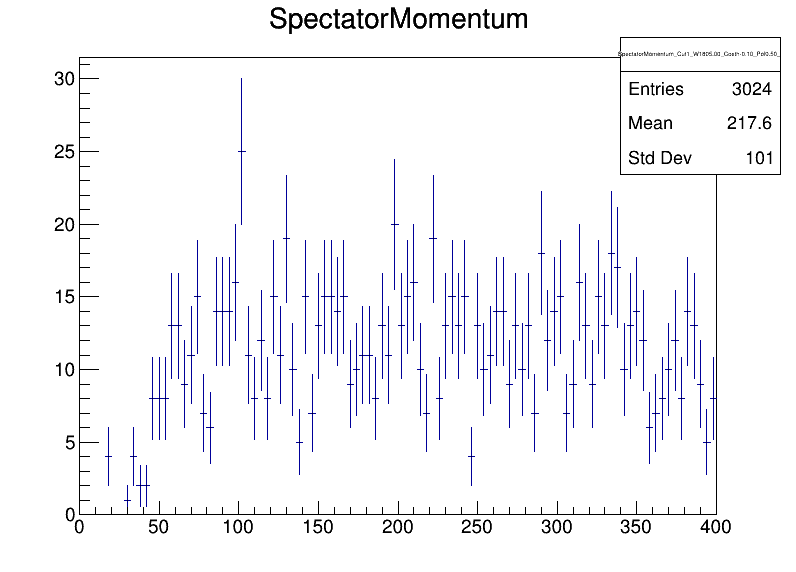 SpectatorMomentum
SpectatorMomentum_Cut1_W1805.00_Costh-0.10_Pol0.50_
Entries 3024
Mean 217.6
Std Dev 101
30
25
20
15
10
5
0
0 50 100 150 200 250 300 350 400